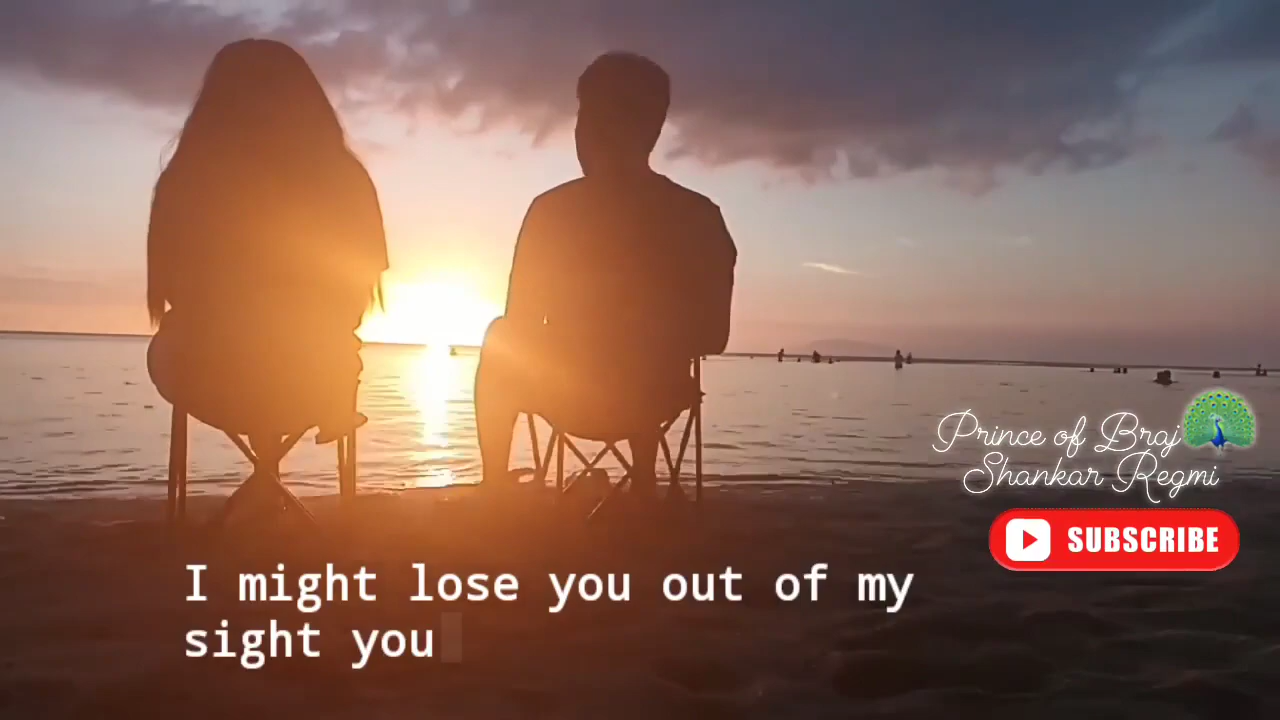 Prince of Braj
Shankar Regmi
SUBSCRIBE
I might lose you out of my
sight you